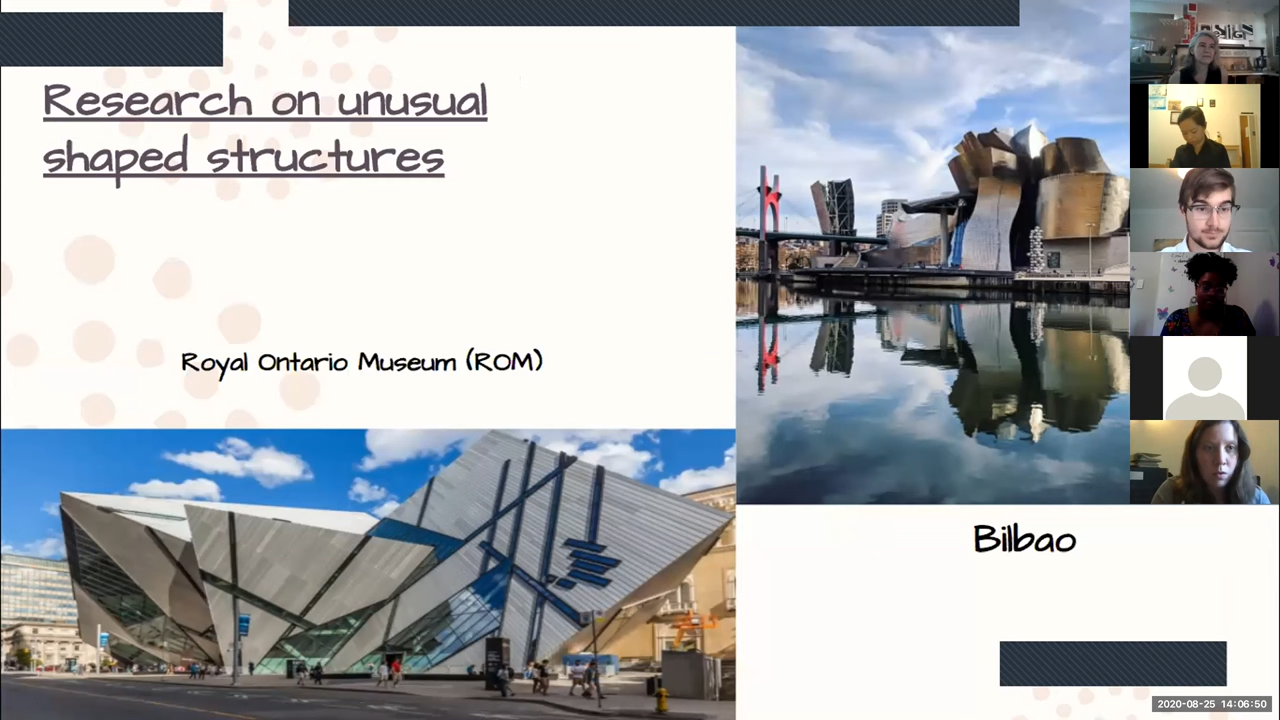 Research on unusual
shaped structures
Royal Ontario Museum (ROM)
Bilbao
2020-08-25 14:06:50